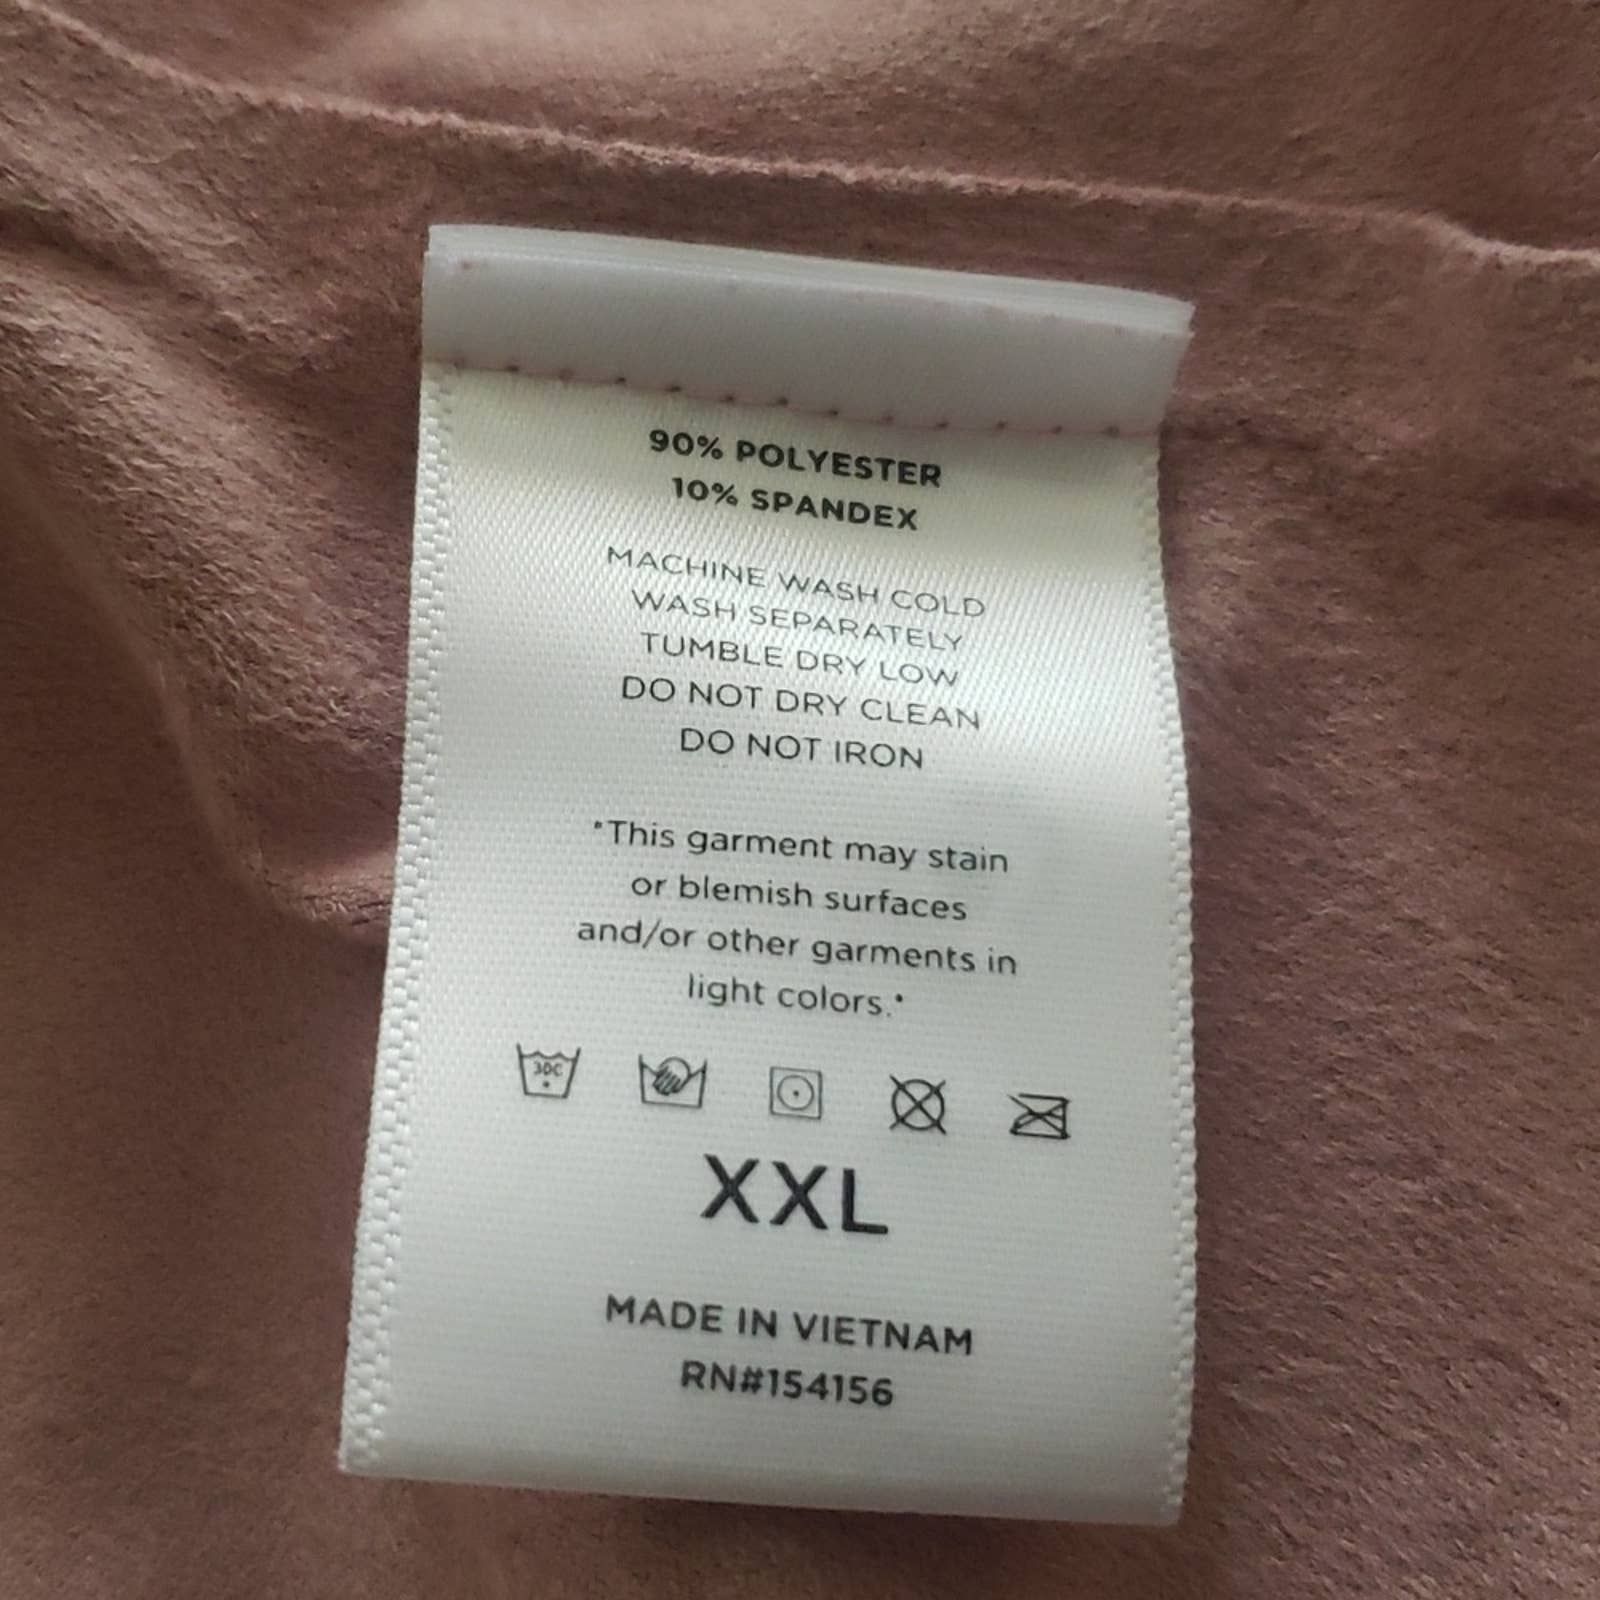 90% POLYESTER
10% SPANDEX
MACHINE WASH COLD
WASH SEPARATELY
TUMBLE DRY LOW
DO NOT DRY CLEAN
DO NOT IRON
*This garment may stain
or blemish surfaces
and/or other garments in
light colors.*
30C
XXL
MADE IN VIETNAM
RN#154156